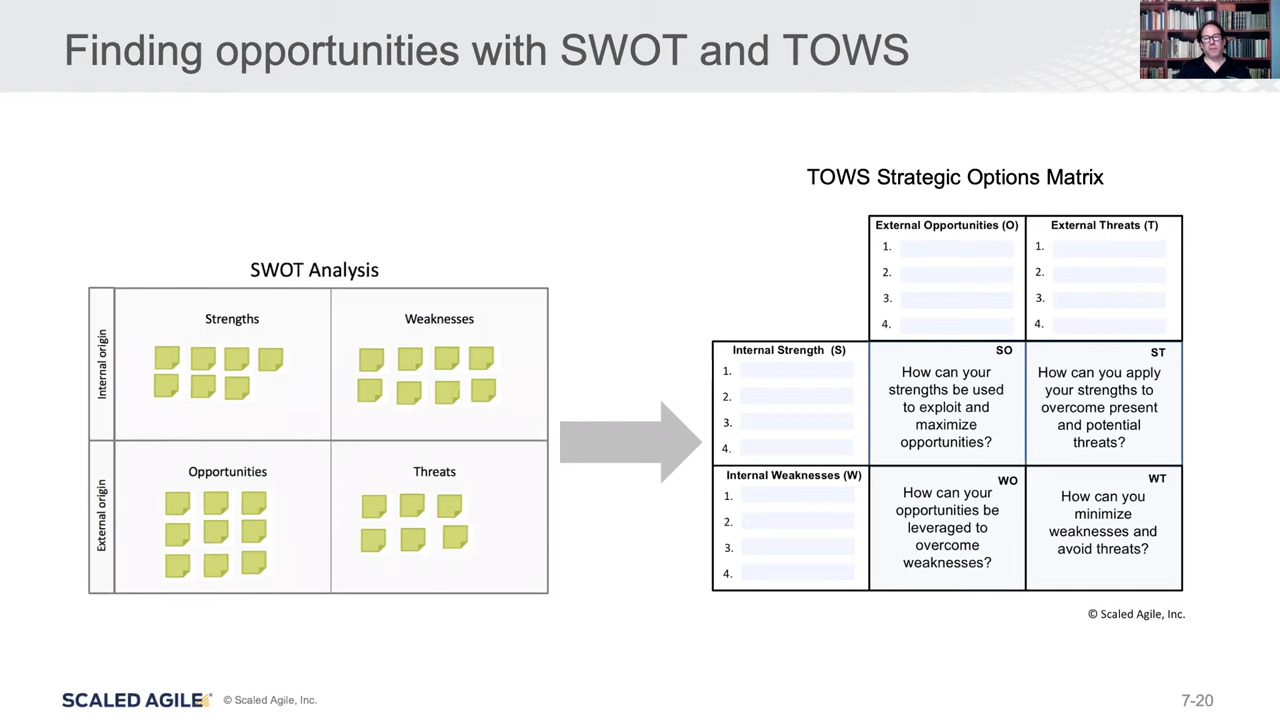 Finding opportunities with SWOT and TOWS
SWOT Analysis
Internal origin
Strengths
Weaknesses
External origin
Opportunities
Threats
TOWS Strategic Options Matrix
External Opportunities (O)
1.
2.
3.
4.
External Threats (T)
1.
2.
3.
4.
Internal Strength (S)
1.
2.
3.
4.
SO
How can your
strengths be used
to exploit and
maximize
opportunities?
ST
How can you apply
your strengths to
overcome present
and potential
threats?
Internal Weaknesses (W)
1.
2.
3.
4.
WO
How can your
opportunities be
leveraged to
overcome
weaknesses?
WT
How can you
minimize
weaknesses and
avoid threats?
© Scaled Agile, Inc.
SCALED AGILE
© Scaled Agile, Inc.
7-20